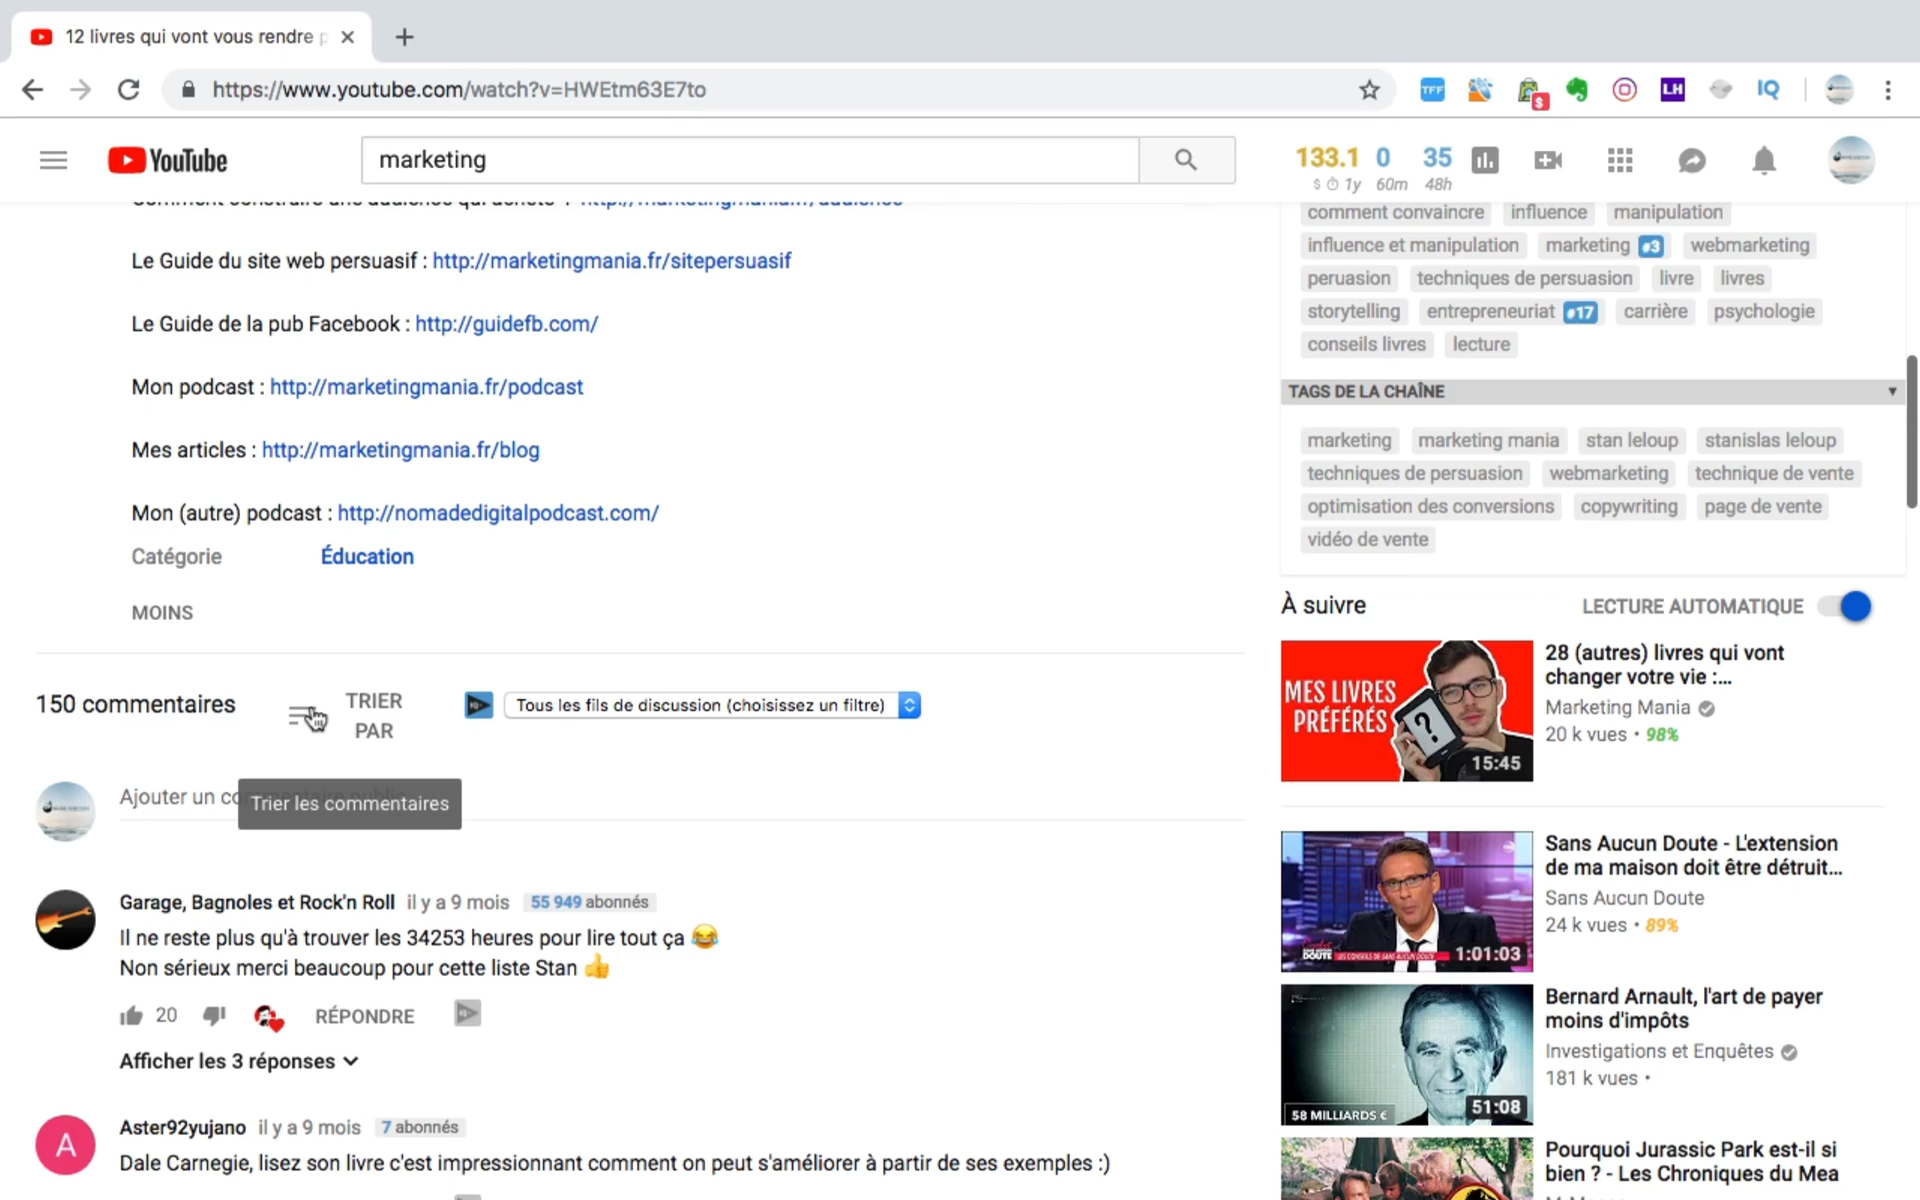 12 livres qui vont vous rendre p
https://www.youtube.com/watch?v=HWEtm63E7to
TFF
$
LH
IQ
YouTube
marketing
133.1 0 35
$ 1y 60m 48h
Le Guide du site web persuasif : http://marketingmania.fr/sitepersuasif
Le Guide de la pub Facebook : http://guidefb.com/
Mon podcast : http://marketingmania.fr/podcast
Mes articles : http://marketingmania.fr/blog
Mon (autre) podcast : http://nomadedigitalpodcast.com/
Catégorie Éducation
MOINS
150 commentaires
TRIER
PAR
Tous les fils de discussion (choisissez un filtre)
Ajouter un
Trier les commentaires
Garage, Bagnoles et Rock'n Roll il y a 9 mois 55 949 abonnés
Il ne reste plus qu'à trouver les 34253 heures pour lire tout ça 😂
Non sérieux merci beaucoup pour cette liste Stan 👍
20 RÉPONDRE
Afficher les 3 réponses
A
Aster92yujano il y a 9 mois 7 abonnés
Dale Carnegie, lisez son livre c'est impressionnant comment on peut s'améliorer à partir de ses exemples :)
comment convaincre influence manipulation
influence et manipulation marketing #3 webmarketing
peruasion techniques de persuasion livre livres
storytelling entrepreneuriat #17 carrière psychologie
conseils livres lecture
TAGS DE LA CHAÎNE
marketing marketing mania stan leloup stanislas leloup
techniques de persuasion webmarketing technique de vente
optimisation des conversions copywriting page de vente
vidéo de vente
À suivre LECTURE AUTOMATIQUE
MES LIVRES
PRÉFÉRÉS
?
15:45
28 (autres) livres qui vont
changer votre vie :...
Marketing Mania
20 k vues • 98%
DOUTE
1:01:03
Sans Aucun Doute - L'extension
de ma maison doit être détruit...
Sans Aucun Doute
24 k vues • 89%
58 MILLIARDS €
51:08
Bernard Arnault, l'art de payer
moins d'impôts
Investigations et Enquêtes
181 k vues •
Pourquoi Jurassic Park est-il si
bien ? - Les Chroniques du Mea